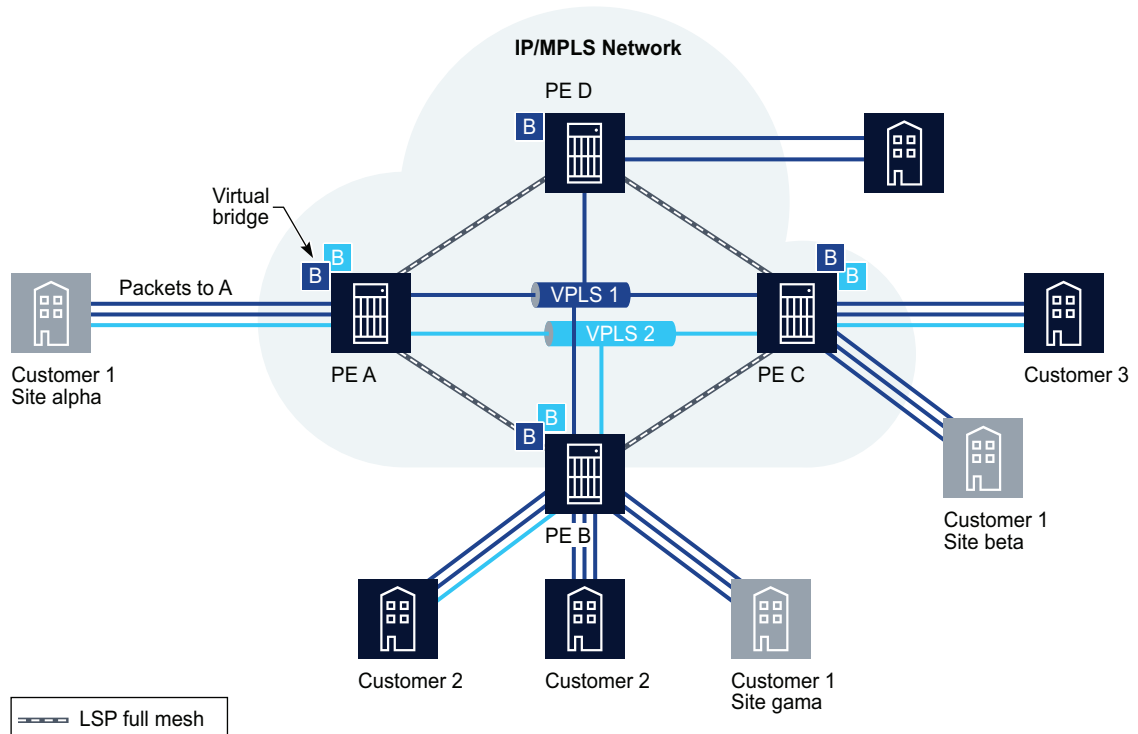 IP/MPLS Network
PE D
B
Virtual
bridge
B
B
B
B
Packets to A
VPLS 1
VPLS 2
Customer 1
Site alpha
PE A
PE C
Customer 3
B
B
PE B
Customer 1
Site beta
Customer 2
Customer 2
Customer 1
Site gama
LSP full mesh